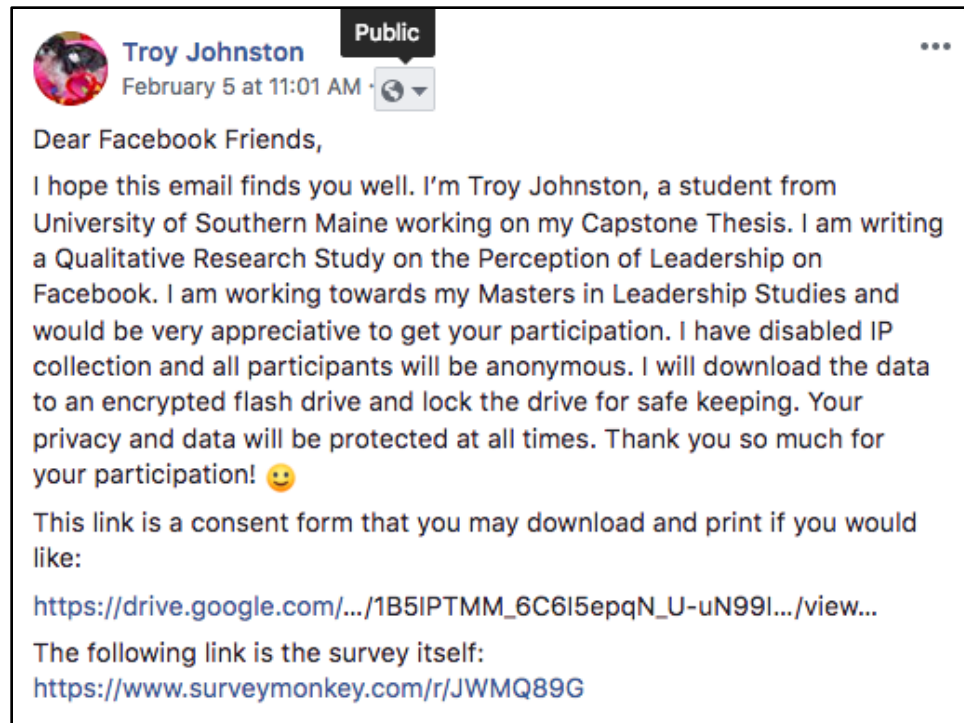 Public
Troy Johnston
February 5 at 11:01 AM ·
Dear Facebook Friends,
I hope this email finds you well. I’m Troy Johnston, a student from
University of Southern Maine working on my Capstone Thesis. I am writing
a Qualitative Research Study on the Perception of Leadership on
Facebook. I am working towards my Masters in Leadership Studies and
would be very appreciative to get your participation. I have disabled IP
collection and all participants will be anonymous. I will download the data
to an encrypted flash drive and lock the drive for safe keeping. Your
privacy and data will be protected at all times. Thank you so much for
your participation! 🙂
This link is a consent form that you may download and print if you would
like:
https://drive.google.com/…/1B5IPTMM_6C6I5epqN_U-uN99I…/view…
The following link is the survey itself:
https://www.surveymonkey.com/r/JWMQ89G